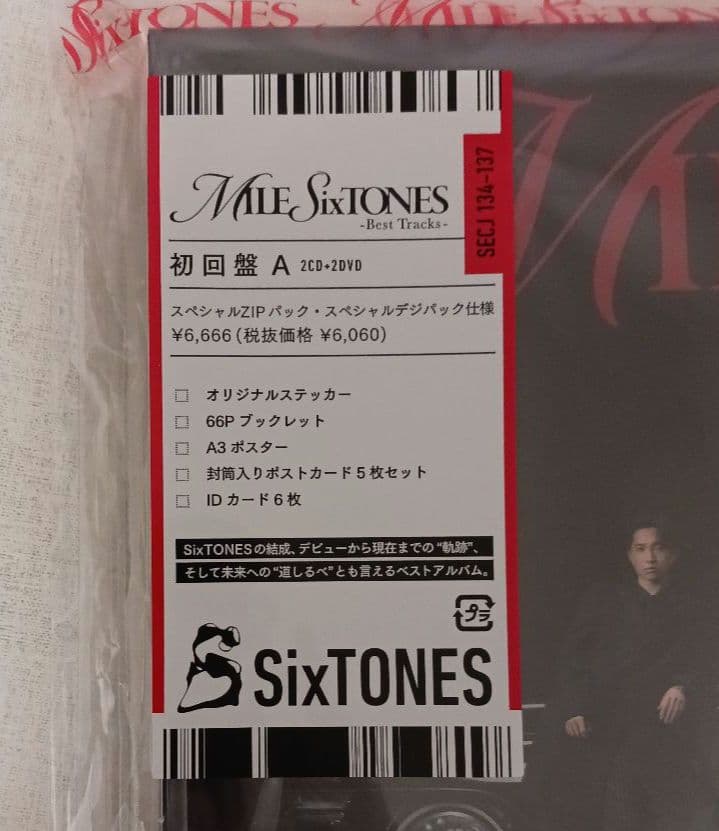 SixTONES MILE SixTONES
MILE SixTONES
-Best Tracks-
SECJ 134-137
初回盤 A 2CD+2DVD
スペシャルZIPパック・スペシャルデジパック仕様
¥6,666(税抜価格 ¥6,060)
オリジナルステッカー
66P ブックレット
A3 ポスター
封筒入りポストカード5枚セット
IDカード6枚
SixTONESの結成、デビューから現在までの“軌跡”、
そして未来への“道しるべ”とも言えるベストアルバム。
プラ
SixTONES